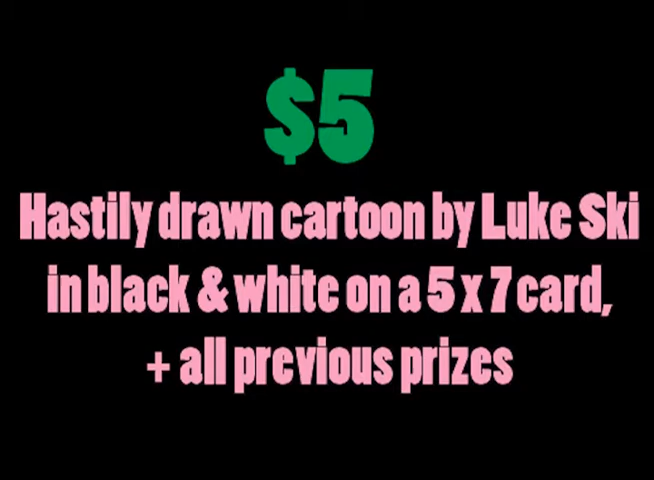 $5
Hastily drawn cartoon by Luke Ski
in black & white on a 5 x 7 card,
+ all previous prizes